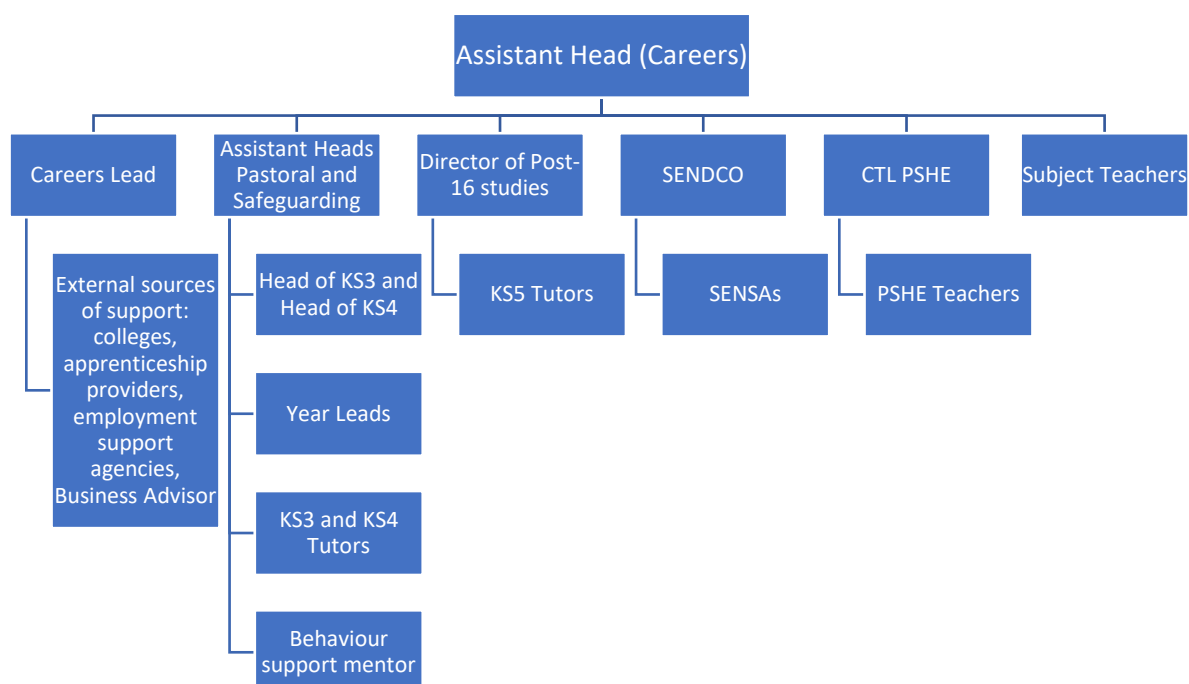 Assistant Head (Careers)
Careers Lead
Assistant Heads
Pastoral and
Safeguarding
Director of Post-
16 studies
SENDCO
CTL PSHE
Subject Teachers
External sources
of support:
colleges,
apprenticeship
providers,
employment
support
agencies,
Business Advisor
Head of KS3 and
Head of KS4
Year Leads
KS3 and KS4
Tutors
Behaviour
support mentor
KS5 Tutors
SENSAs
PSHE Teachers